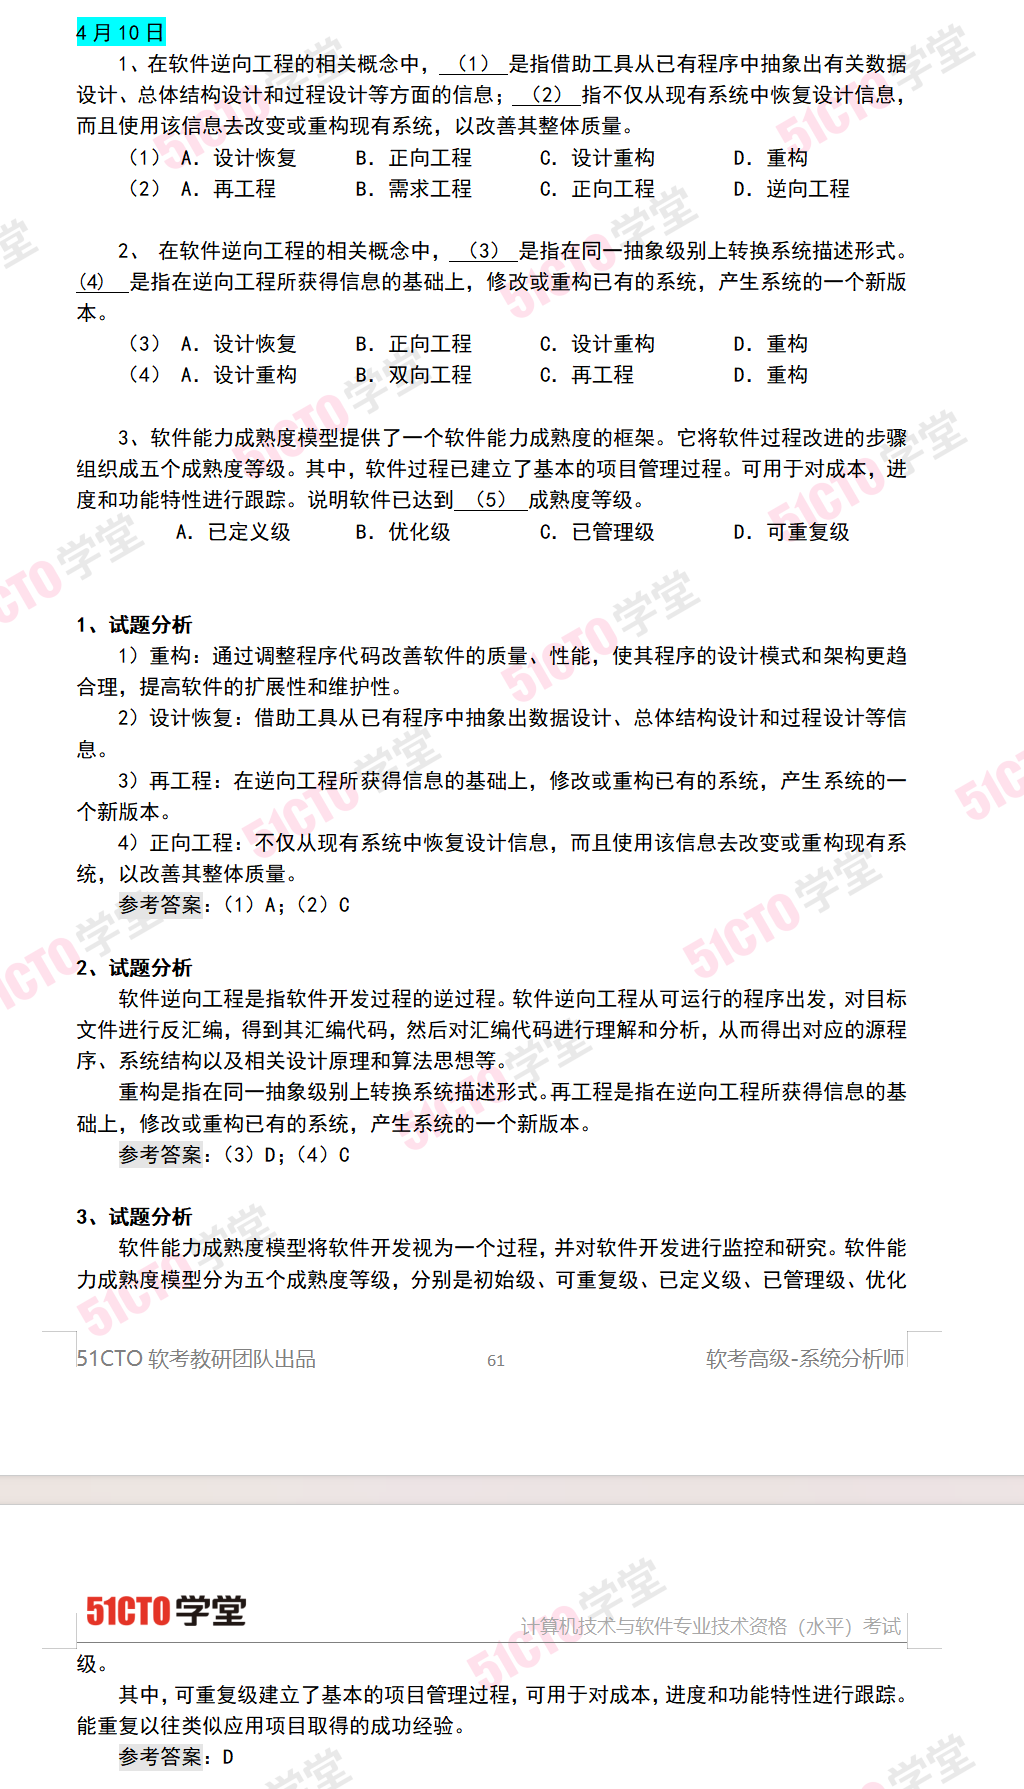 4 月 10 日
1、在软件逆向工程的相关概念中，（1）是指借助工具从已有程序中抽象出有关数据
设计、总体结构设计和过程设计等方面的信息；（2）指不仅从现有系统中恢复设计信息，
而且使用该信息去改变或重构现有系统，以改善其整体质量。
（1） A．设计恢复 B．正向工程 C．设计重构 D．重构
（2） A．再工程 B．需求工程 C．正向工程 D．逆向工程
2、 在软件逆向工程的相关概念中，（3）是指在同一抽象级别上转换系统描述形式。
(4) 是指在逆向工程所获得信息的基础上，修改或重构已有的系统，产生系统的一个新版
本。
（3） A．设计恢复 B．正向工程 C．设计重构 D．重构
（4） A．设计重构 B．双向工程 C．再工程 D．重构
3、软件能力成熟度模型提供了一个软件能力成熟度的框架。它将软件过程改进的步骤
组织成五个成熟度等级。其中，软件过程已建立了基本的项目管理过程。可用于对成本，进
度和功能特性进行跟踪。说明软件已达到（5）成熟度等级。
A．已定义级 B．优化级 C．已管理级 D．可重复级
1、试题分析
1）重构：通过调整程序代码改善软件的质量、性能，使其程序的设计模式和架构更趋
合理，提高软件的扩展性和维护性。
2）设计恢复：借助工具从已有程序中抽象出数据设计、总体结构设计和过程设计等信
息。
3）再工程：在逆向工程所获得信息的基础上，修改或重构已有的系统，产生系统的一
个新版本。
4）正向工程：不仅从现有系统中恢复设计信息，而且使用该信息去改变或重构现有系
统，以改善其整体质量。
参考答案：（1）A；（2）C
2、试题分析
软件逆向工程是指软件开发过程的逆过程。软件逆向工程从可运行的程序出发，对目标
文件进行反汇编，得到其汇编代码，然后对汇编代码进行理解和分析，从而得出对应的源程
序、系统结构以及相关设计原理和算法思想等。
重构是指在同一抽象级别上转换系统描述形式。再工程是指在逆向工程所获得信息的基
础上，修改或重构已有的系统，产生系统的一个新版本。
参考答案：（3）D；（4）C
3、试题分析
软件能力成熟度模型将软件开发视为一个过程，并对软件开发进行监控和研究。软件能
力成熟度模型分为五个成熟度等级，分别是初始级、可重复级、已定义级、已管理级、优化
51CTO 软考教研团队出品 61 软考高级-系统分析师
51CTO学堂 计算机技术与软件专业技术资格（水平）考试
级。
其中，可重复级建立了基本的项目管理过程，可用于对成本，进度和功能特性进行跟踪。
能重复以往类似应用项目取得的成功经验。
参考答案：D